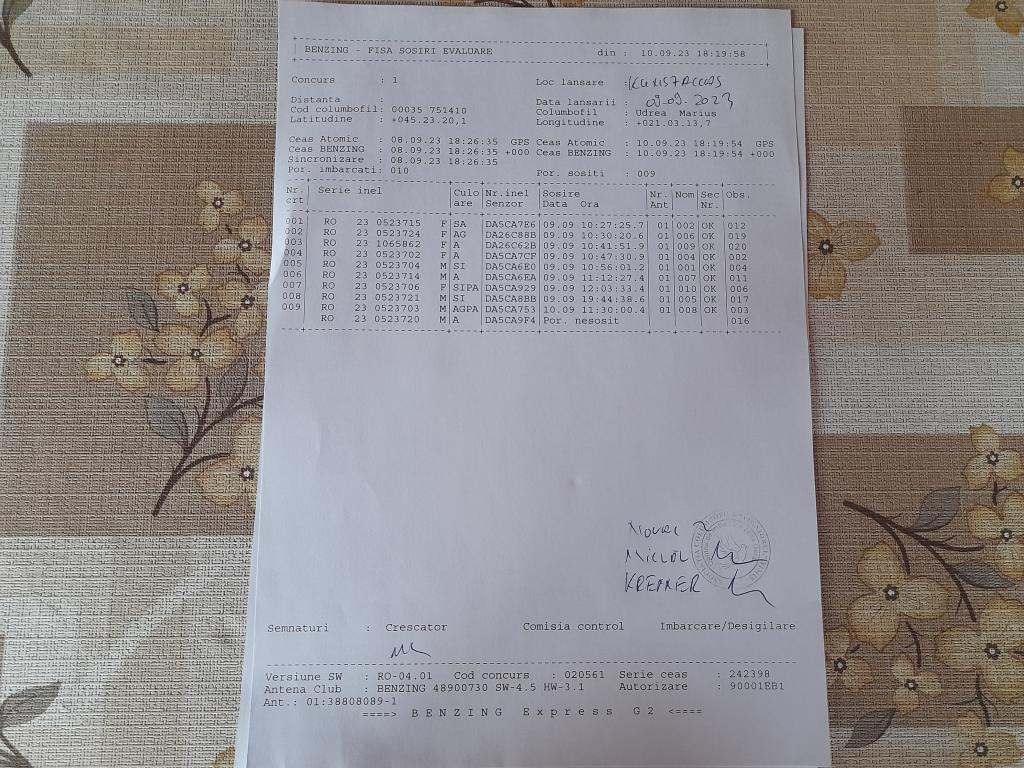 BENZING - FISA SOSIRI EVALUARE din : 10.09.23 18:19:58
Concurs : 1 Loc lansare :
Distanta : Data lansarii : 09.09.2023
Cod columbofil: 00035 751410 Columbofil : Udrea Marius
Latitudine : +045.23.20,1 Longitudine : +021.03.13,7
Ceas Atomic : 08.09.23 18:26:35 GPS Ceas Atomic : 10.09.23 18:19:54 GPS
Ceas BENZING : 08.09.23 18:26:35 +000 Ceas BENZING : 10.09.23 18:19:54 +000
Sincronizare : 08.09.23 18:26:35
Por. imbarcati: 010 Por. sositi : 009
Nr. Serie inel Culo Nr.inel Sosire Nr. Nom Sec Obs.
crt are Senzor Data Ora Ant Nr.
001 RO 23 0523715 F SA DA5CA7E6 09.09 10:27:25.7 01 002 OK 012
002 RO 23 0523724 F AG DA26C88B 09.09 10:30:20.6 01 006 OK 019
003 RO 23 1065862 F A DA26C62B 09.09 10:41:51.9 01 009 OK 020
004 RO 23 0523702 F A DA5CA7CF 09.09 10:47:30.9 01 004 OK 002
005 RO 23 0523704 M SI DA5CA6E0 09.09 10:56:01.2 01 001 OK 004
006 RO 23 0523714 M A DA5CA6EA 09.09 11:12:27.4 01 007 OK 011
007 RO 23 0523706 F SIPA DA5CA929 09.09 12:03:33.4 01 010 OK 006
008 RO 23 0523721 M SI DA5CA8BB 09.09 19:44:38.6 01 005 OK 017
009 RO 23 0523703 M AGPA DA5CA753 10.09 11:30:00.4 01 008 OK 003
RO 23 0523720 M A DA5CA9F4 Por. nesosit 016
KREMMER
Semnaturi : Crescator Comisia control Imbarcare/Desigilare
Versiune SW : RO-04.01 Cod concurs : 020561 Serie ceas : 242398
Antena Club : BENZING 48900730 SW-4.5 HW-3.1 Autorizare : 90001EB1
Ant.: 01:38808089-1
====> BENZING Express G2 <====